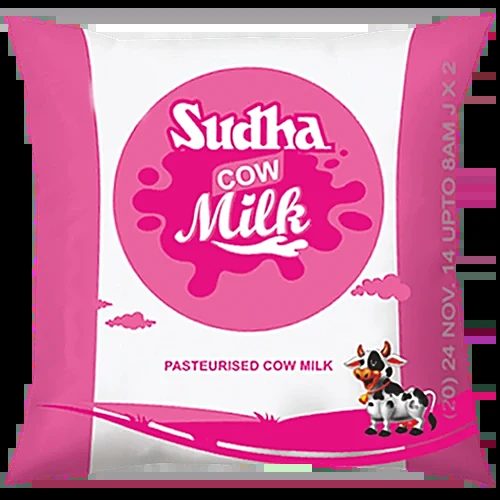 Sudha
COW
Milk
PASTEURISED COW MILK
(20) 24 NOV. 14 UPTO 8AM J X 2